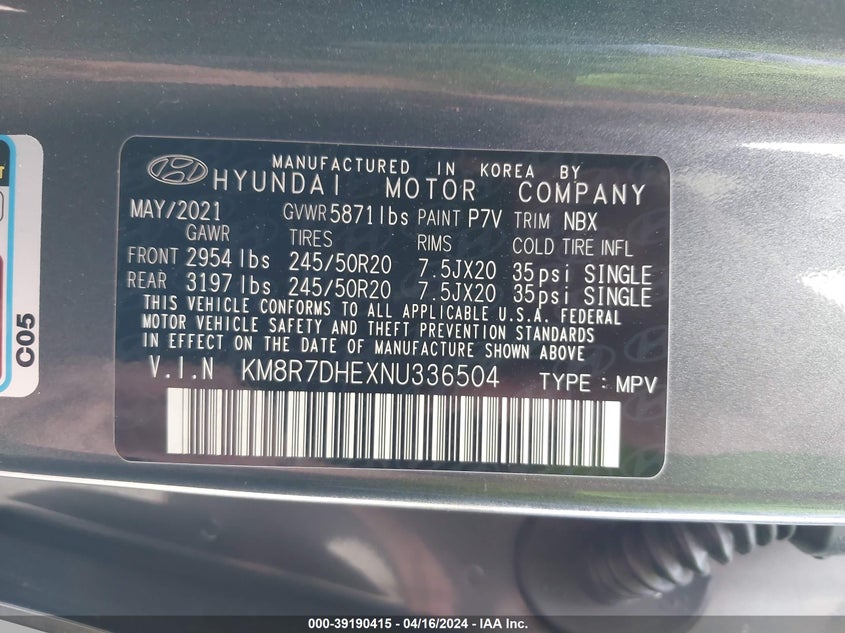 MANUFACTURED IN KOREA BY
HYUNDAI MOTOR COMPANY
MAY/2021 GVWR 5871lbs PAINT P7V TRIM NBX
GAWR TIRES RIMS COLD TIRE INFL
FRONT 2954 lbs 245/50R20 7.5JX20 35psi SINGLE
REAR 3197 lbs 245/50R20 7.5JX20 35psi SINGLE
THIS VEHICLE CONFORMS TO ALL APPLICABLE U.S.A. FEDERAL
MOTOR VEHICLE SAFETY AND THEFT PREVENTION STANDARDS
IN EFFECT ON THE DATE OF MANUFACTURE SHOWN ABOVE
V.I.N KM8R7DHEXNU336504 TYPE : MPV
C05
000-39190415 - 04/16/2024 - IAA Inc.